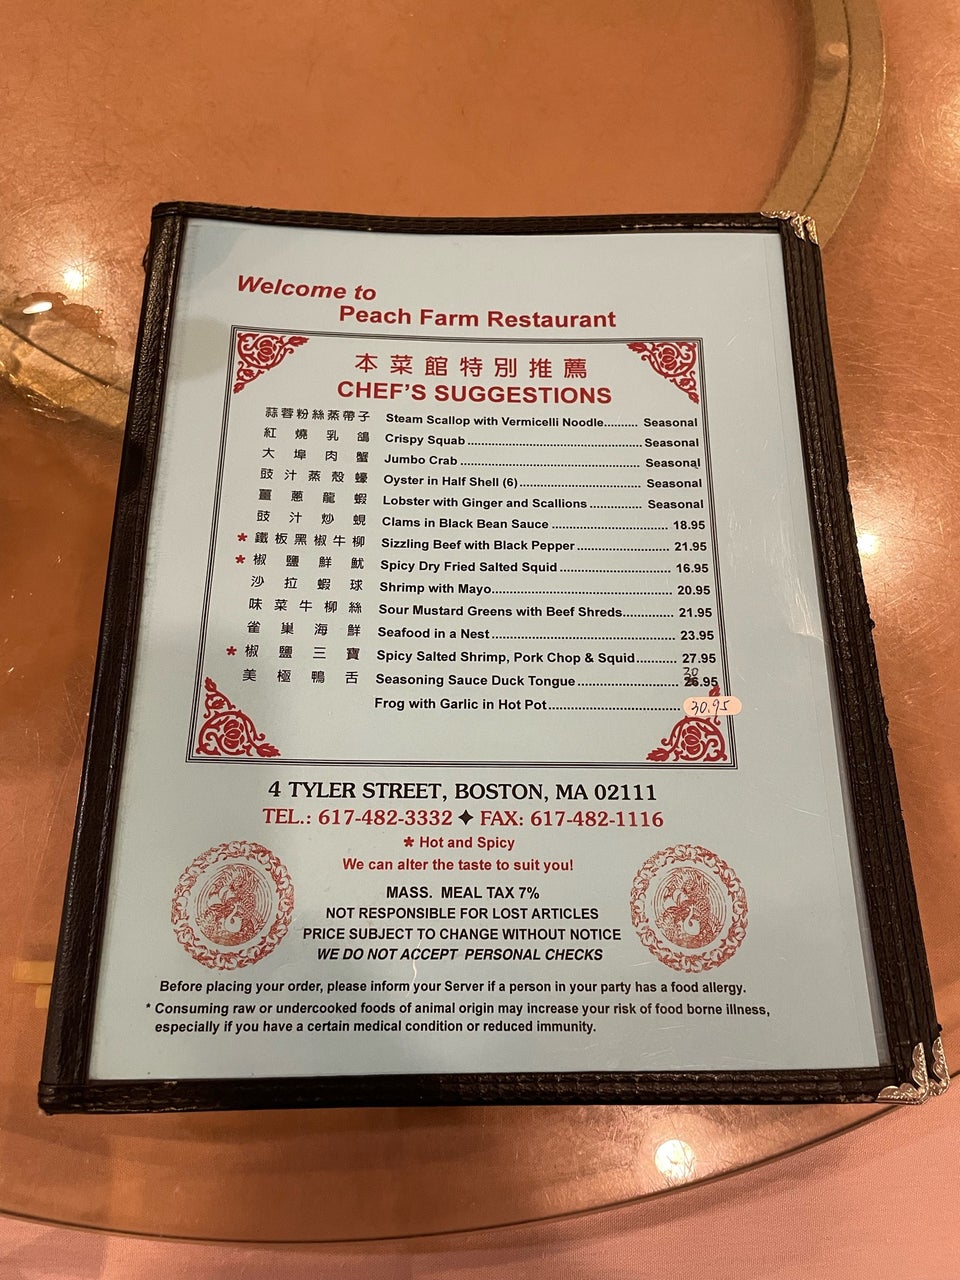 Welcome to
Peach Farm Restaurant
本菜館特別推薦
CHEF'S SUGGESTIONS
蒜蓉粉絲蒸帶子 Steam Scallop with Vermicelli Noodle.......... Seasonal
紅燒乳鴿 Crispy Squab .......... Seasonal
大埠肉蟹 Jumbo Crab .......... Seasonal
豉汁蒸殼蠔 Oyster in Half Shell (6) .......... Seasonal
薑蔥龍蝦 Lobster with Ginger and Scallions .......... Seasonal
豉汁炒蜆 Clams in Black Bean Sauce .......... 18.95
* 鐵板黑椒牛柳 Sizzling Beef with Black Pepper .......... 21.95
* 椒鹽鮮魷 Spicy Dry Fried Salted Squid .......... 16.95
沙拉蝦球 Shrimp with Mayo.......... 20.95
味菜牛柳絲 Sour Mustard Greens with Beef Shreds.......... 21.95
雀巢海鮮 Seafood in a Nest .......... 23.95
* 椒鹽三寶 Spicy Salted Shrimp, Pork Chop & Squid.......... 27.95
30
美極鴨舌 Seasoning Sauce Duck Tongue .......... 26.95
Frog with Garlic in Hot Pot.......... 30.95
4 TYLER STREET, BOSTON, MA 02111
TEL.: 617-482-3332 ✦ FAX: 617-482-1116
* Hot and Spicy
We can alter the taste to suit you!
MASS. MEAL TAX 7%
NOT RESPONSIBLE FOR LOST ARTICLES
PRICE SUBJECT TO CHANGE WITHOUT NOTICE
WE DO NOT ACCEPT PERSONAL CHECKS
Before placing your order, please inform your Server if a person in your party has a food allergy.
* Consuming raw or undercooked foods of animal origin may increase your risk of food borne illness,
especially if you have a certain medical condition or reduced immunity.